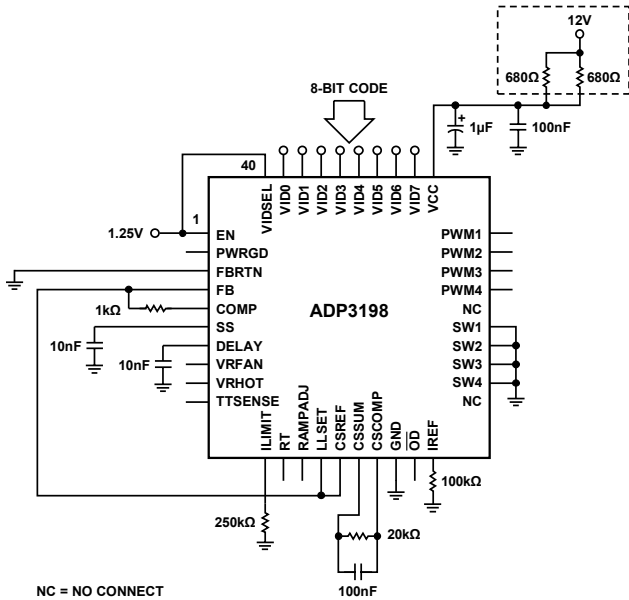 12V
680Ω
680Ω
8-BIT CODE
1µF
100nF
40
VIDSEL
VID0
VID1
VID2
VID3
VID4
VID5
VID6
VID7
VCC
1
1.25V
EN
PWRGD
FBRTN
FB
COMP
SS
DELAY
VRFAN
VRHOT
TTSENSE
1kΩ
10nF
10nF
ADP3198
PWM1
PWM2
PWM3
PWM4
NC
SW1
SW2
SW3
SW4
NC
ILIMIT
RT
RAMPADJ
LLSET
CSREF
CSSUM
CSCOMP
GND
OD
IREF
250kΩ
20kΩ
100kΩ
100nF
NC = NO CONNECT